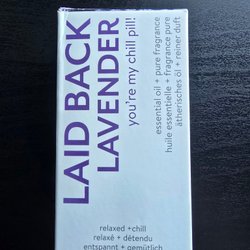 LAID BACK
LAVENDER
you're my chill pill!
essential oil + pure fragrance
huile essentielle + fragrance pure
ätherisches öl + reiner duft
relaxed +chill
relaxé + détendu
entspannt + gemütlich